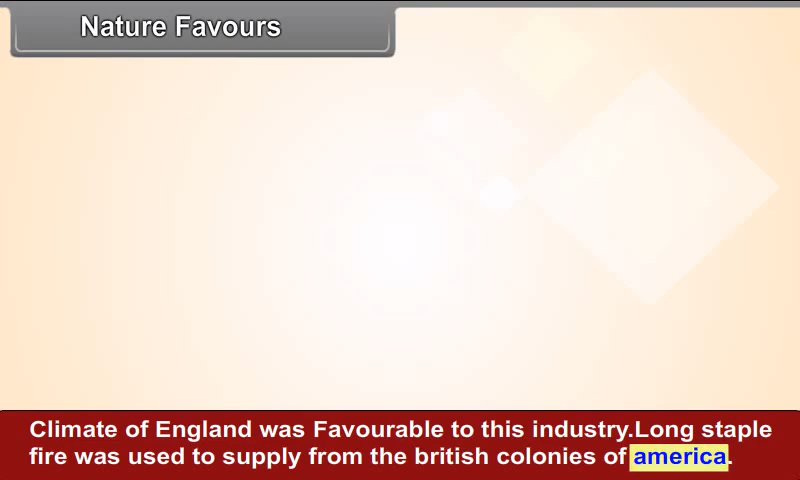 Nature Favours
Climate of England was Favourable to this industry.Long staple
fire was used to supply from the british colonies of america.